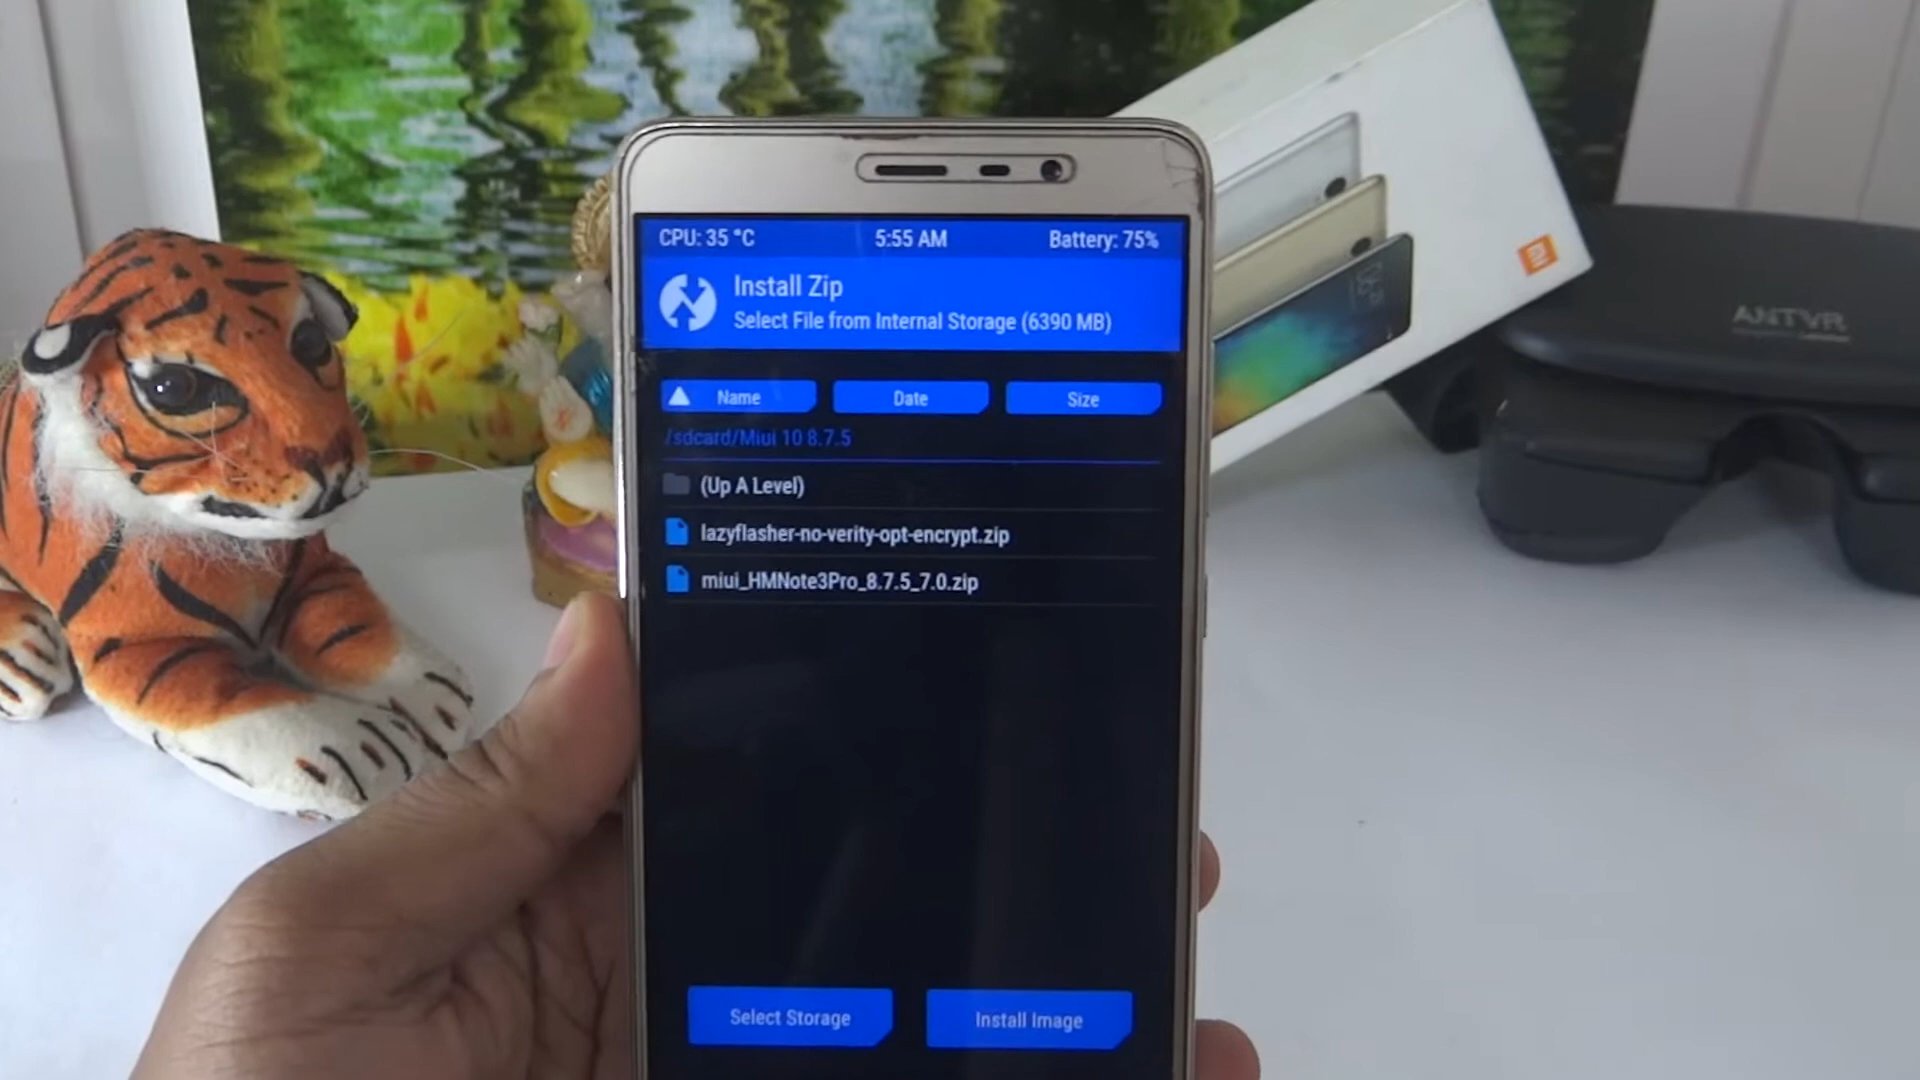 CPU: 35 °C 5:55 AM Battery: 75%
Install Zip
Select File from Internal Storage (6390 MB)
Name Date Size
/sdcard/Miui 10 8.7.5
(Up A Level)
lazyflasher-no-verity-opt-encrypt.zip
miui_HMNote3Pro_8.7.5_7.0.zip
Select Storage Install Image
ANTVR